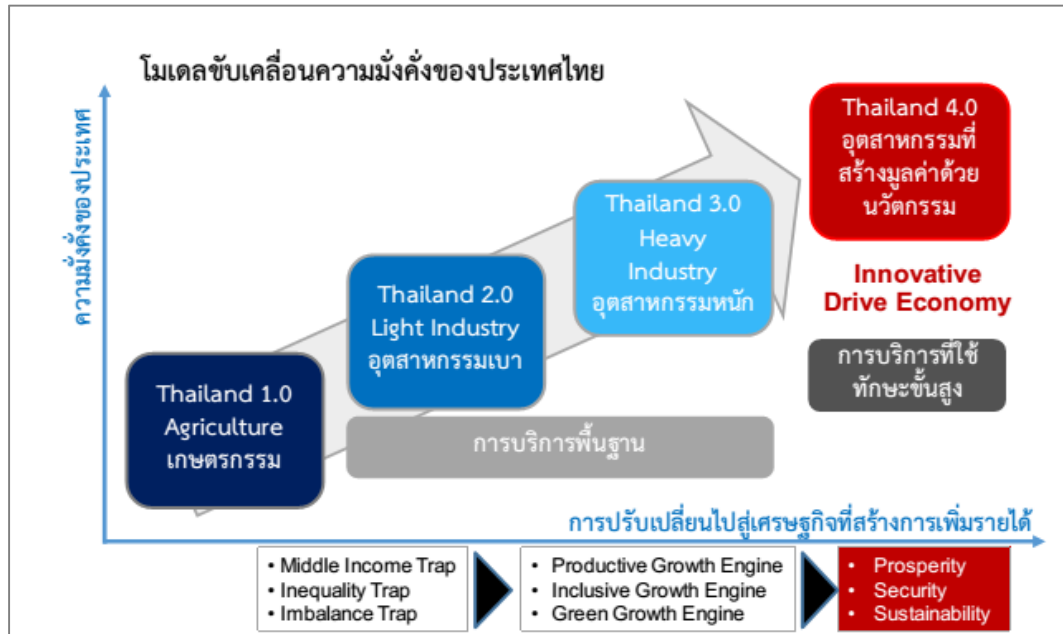 โมเดลขับเคลื่อนความมั่งคั่งของประเทศไทย
ความมั่งคั่งของประเทศ
Thailand 1.0
Agriculture
เกษตรกรรม
Thailand 2.0
Light Industry
อุตสาหกรรมเบา
Thailand 3.0
Heavy
Industry
อุตสาหกรรมหนัก
Thailand 4.0
อุตสาหกรรมที่
สร้างมูลค่าด้วย
นวัตกรรม
Innovative
Drive Economy
การบริการพื้นฐาน
การบริการที่ใช้
ทักษะขั้นสูง
การปรับเปลี่ยนไปสู่เศรษฐกิจที่สร้างการเพิ่มรายได้
• Middle Income Trap
• Inequality Trap
• Imbalance Trap
• Productive Growth Engine
• Inclusive Growth Engine
• Green Growth Engine
• Prosperity
• Security
• Sustainability